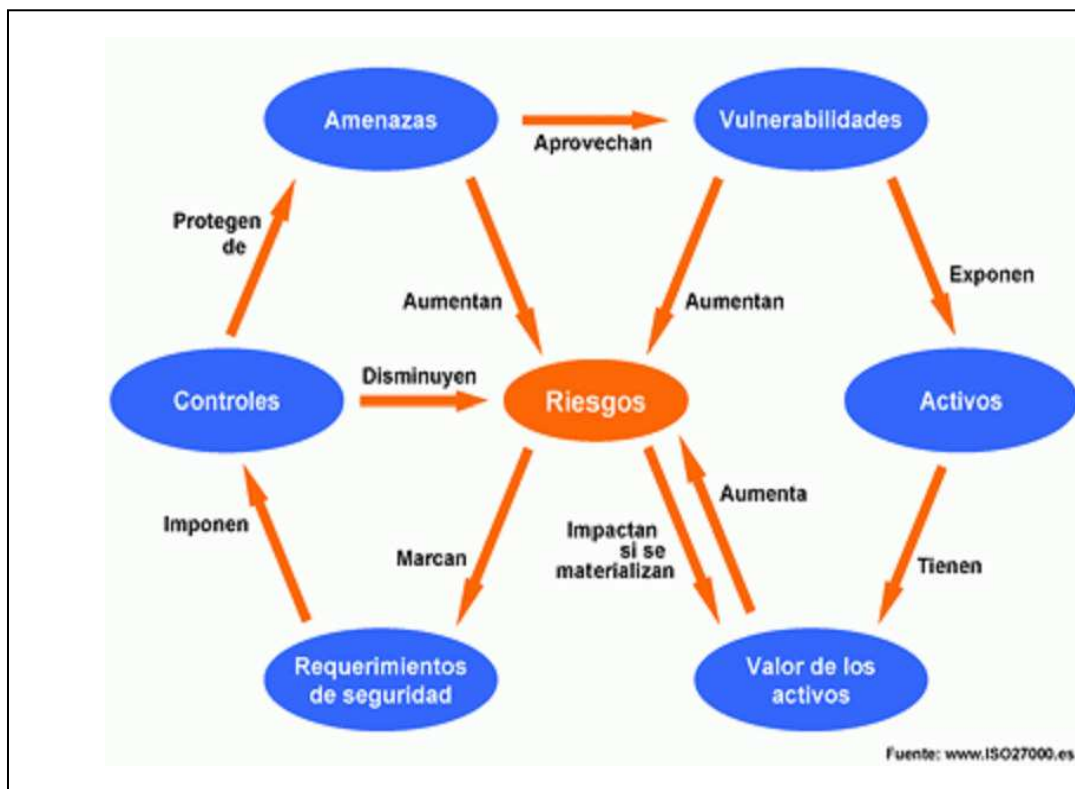 Amenazas
Aprovechan
Vulnerabilidades
Protegen
de
Aumentan
Aumentan
Exponen
Controles
Disminuyen
Riesgos
Activos
Imponen
Marcan
Impactan
si se
materializan
Aumenta
Tienen
Requerimientos
de seguridad
Valor de los
activos
Fuente: www.ISO27000.es